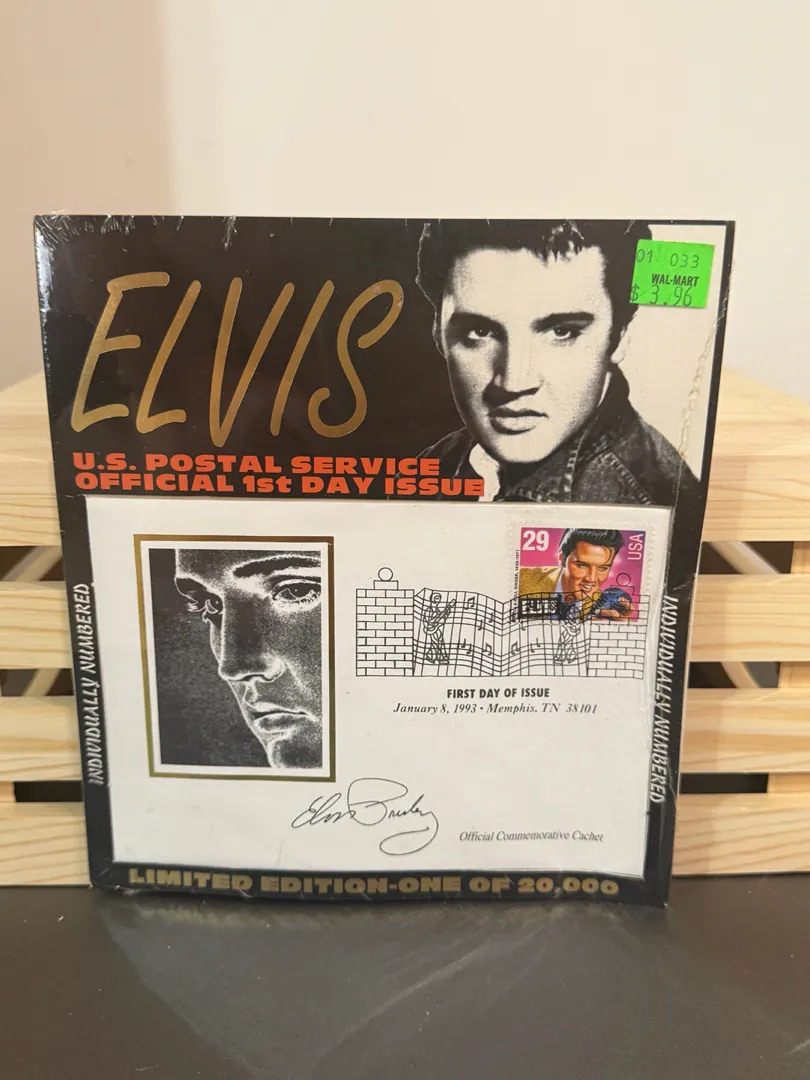 ELVIS
01 033
WAL-MART
$ 3.96
U.S. POSTAL SERVICE
OFFICIAL 1st DAY ISSUE
29
USA
INDIVIDUALLY NUMBERED
INDIVIDUALLY NUMBERED
FIRST DAY OF ISSUE
January 8, 1993 • Memphis, TN 38101
Elvis Presley
Official Commemorative Cachet
LIMITED EDITION-ONE OF 20,000